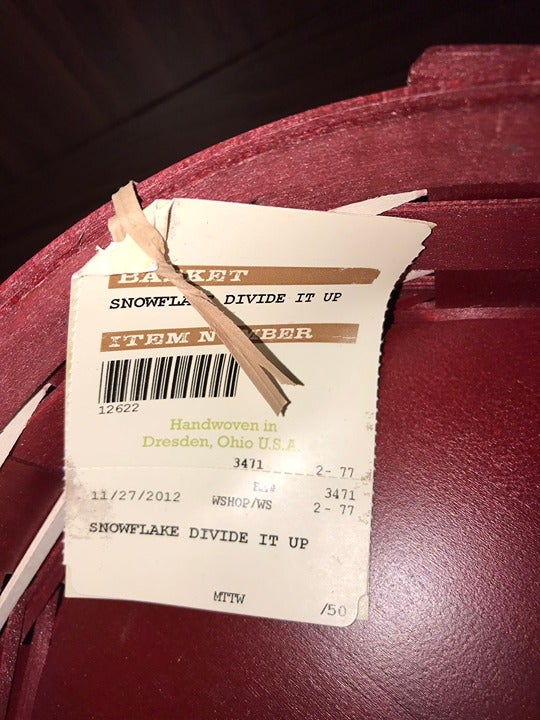 BASKET
SNOWFLAKE DIVIDE IT UP
ITEM NUMBER
12622
Handwoven in
Dresden, Ohio U.S.A.
3471 2- 77
3471
11/27/2012 WSHOP/WS 2- 77
SNOWFLAKE DIVIDE IT UP
MTTW /50